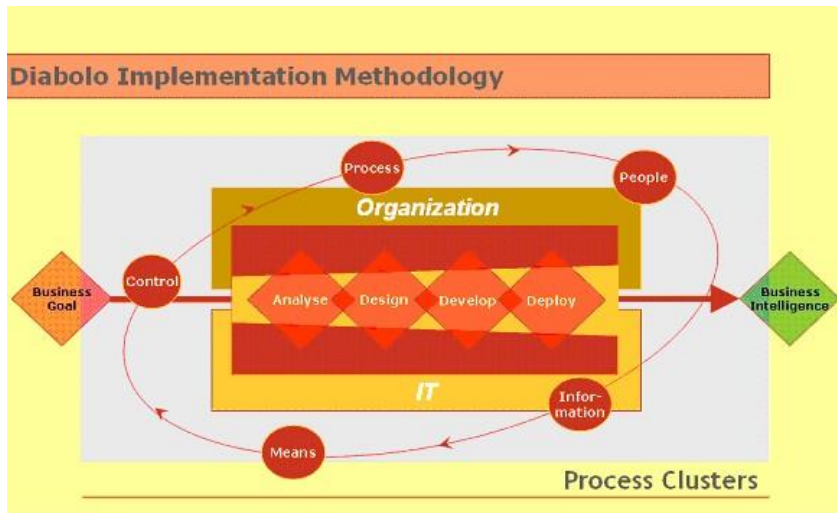 Diabolo Implementation Methodology
Process
People
Organization
Control
Business
Goal
Analyse
Design
Develop
Deploy
Business
Intelligence
IT
Infor-
mation
Means
Process Clusters